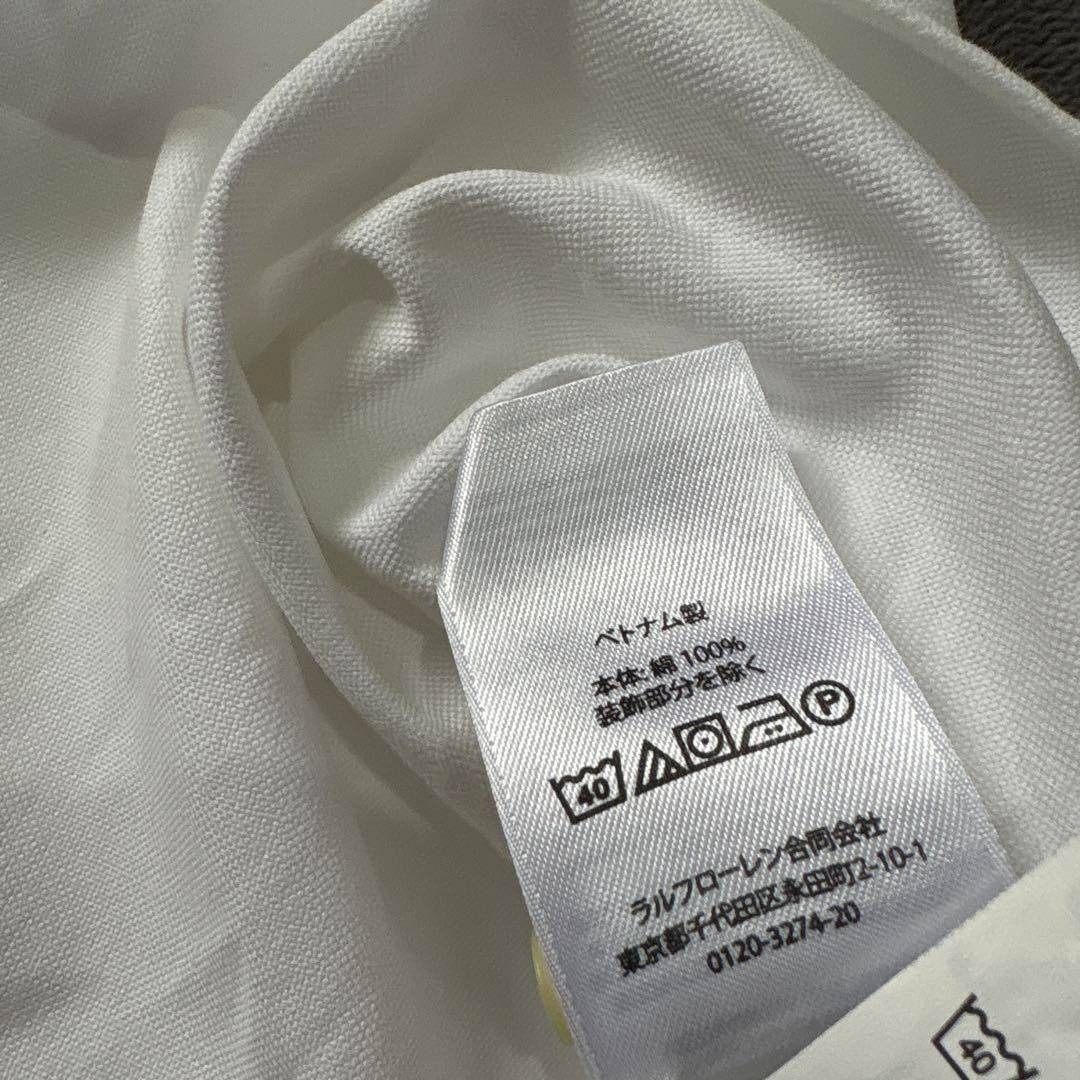 ベトナム製
本体: 綿 100%
装飾部分を除く
40 P
ラルフローレン合同会社
東京都千代田区永田町2-10-1
0120-3274-20
40